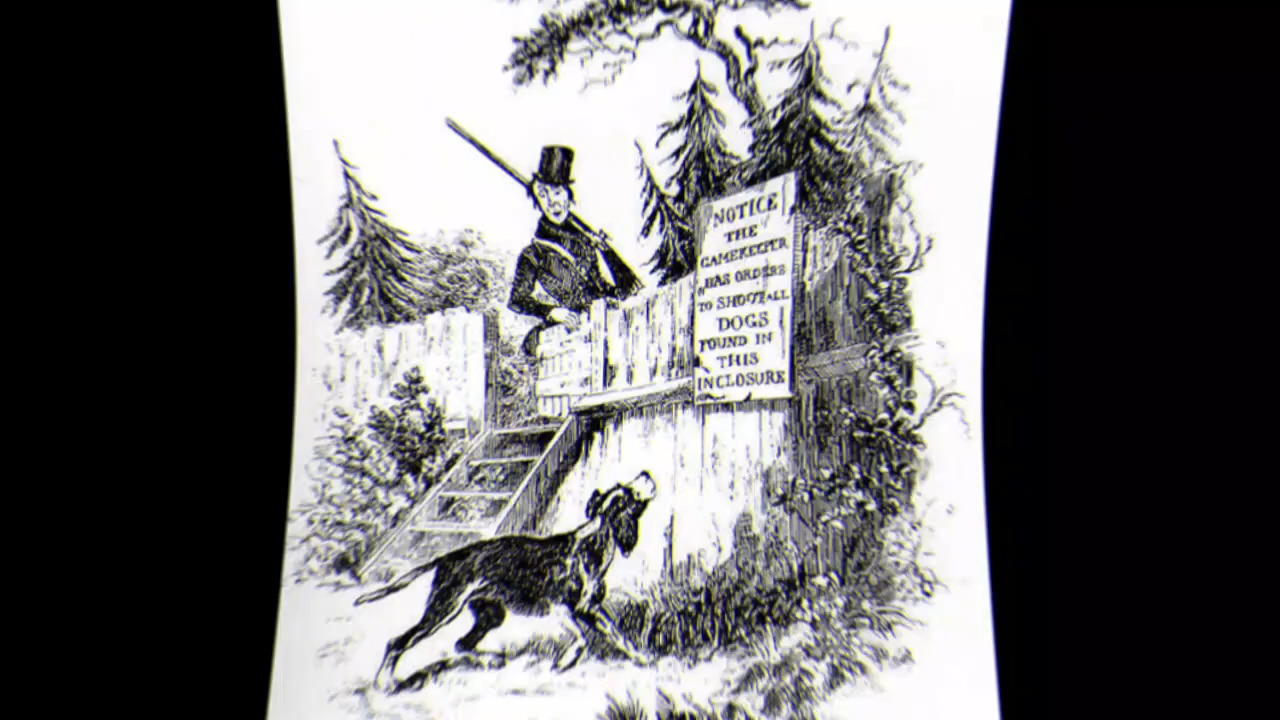 NOTICE
THE
GAMEKEEPER
HAS ORDERS
TO SHOOT ALL
DOGS
FOUND IN
THIS
INCLOSURE